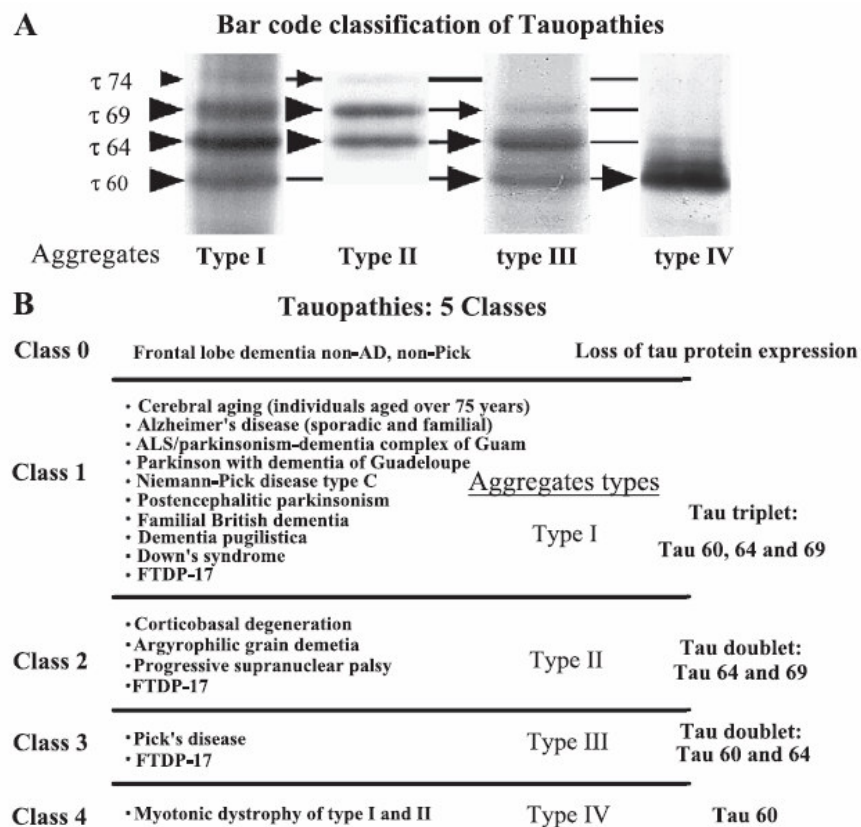 A Bar code classification of Tauopathies
τ 74
τ 69
τ 64
τ 60
Aggregates Type I Type II type III type IV
B Tauopathies: 5 Classes
Class 0 Frontal lobe dementia non-AD, non-Pick Loss of tau protein expression
· Cerebral aging (individuals aged over 75 years)
· Alzheimer's disease (sporadic and familial)
· ALS/parkinsonism-dementia complex of Guam
· Parkinson with dementia of Guadeloupe
Class 1 · Niemann-Pick disease type C Aggregates types
· Postencephalitic parkinsonism
· Familial British dementia Tau triplet:
· Dementia pugilistica Type I
· Down's syndrome Tau 60, 64 and 69
· FTDP-17
· Corticobasal degeneration
· Argyrophilic grain demetia Tau doublet:
Class 2 · Progressive supranuclear palsy Type II Tau 64 and 69
· FTDP-17
Class 3 · Pick's disease Type III Tau doublet:
· FTDP-17 Tau 60 and 64
Class 4 · Myotonic dystrophy of type I and II Type IV Tau 60